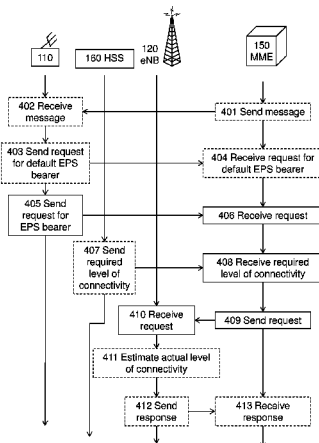 110
160 HSS
120
eNB
150
MME
402 Receive
message
401 Send message
403 Send request
for default EPS
bearer
404 Receive request for
default EPS bearer
405 Send
request for
EPS bearer
406 Receive request
407 Send
required
level of
connectivity
408 Receive required
level of connectivity
410 Receive
request
409 Send request
411 Estimate actual level
of connectivity
412 Send
response
413 Receive
response